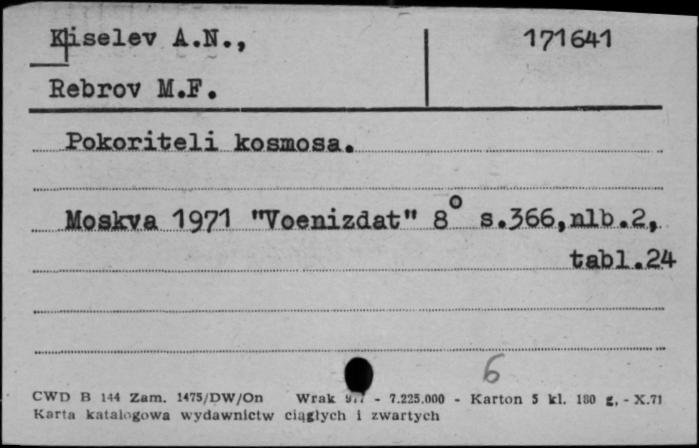 Kiselev A.N., 171641
Rebrov M.F.
Pokoriteli kosmosa.
Moskva 1971 "Voenizdat" 8° s.366,nlb.2,
tabl.24
6
CWD B 144 Zam. 1475/DW/On Wrak - 7.225.000 - Karton 5 kl. 180 g, - X.71
Karta katalogowa wydawnictw ciągłych i zwartych